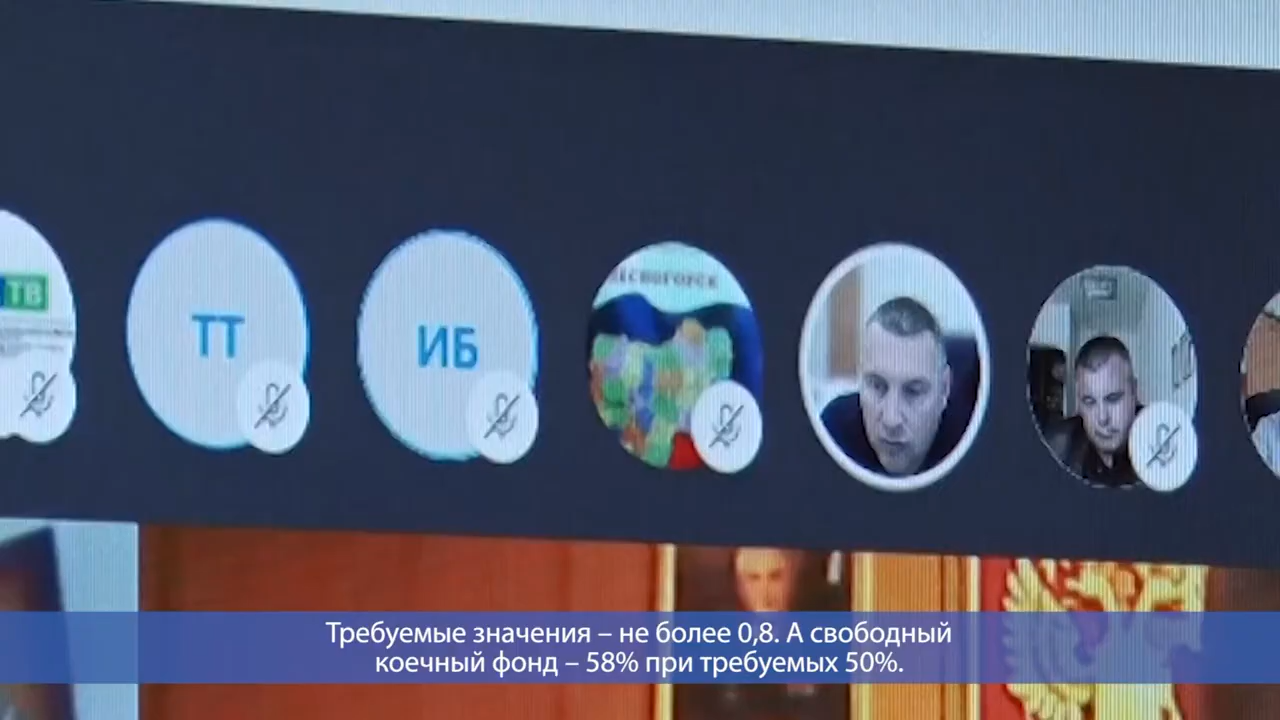 ТВ
ТТ
ИБ
Требуемые значения – не более 0,8. А свободный
коечный фонд – 58% при требуемых 50%.